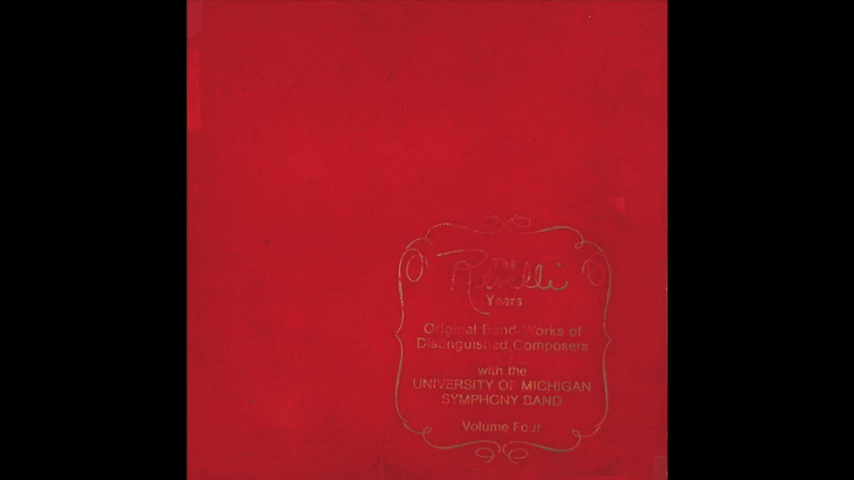 The
Revelli
Years
Original Band-Works of
Distinguished Composers
with the
UNIVERSITY OF MICHIGAN
SYMPHONY BAND
Volume Four